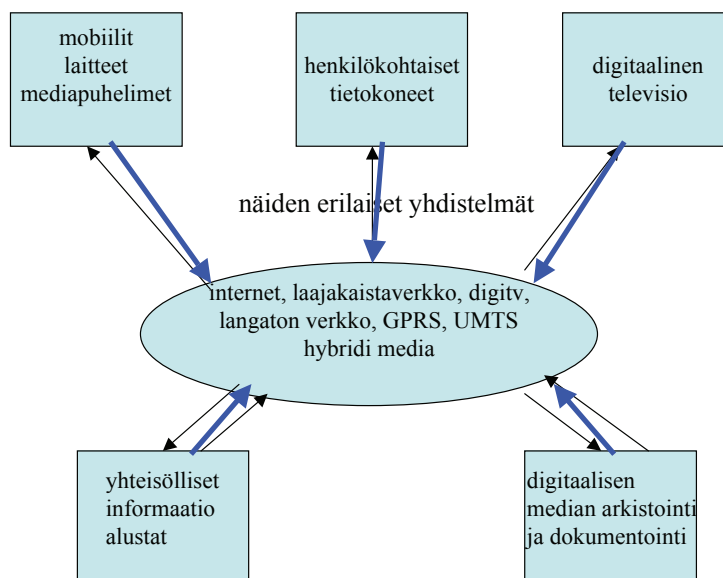 mobiilit
laitteet
mediapuhelimet
henkilökohtaiset
tietokoneet
digitaalinen
televisio
näiden erilaiset yhdistelmät
internet, laajakaistaverkko, digitv,
langaton verkko, GPRS, UMTS
hybridi media
yhteisölliset
informaatio
alustat
digitaalisen
median arkistointi
ja dokumentointi